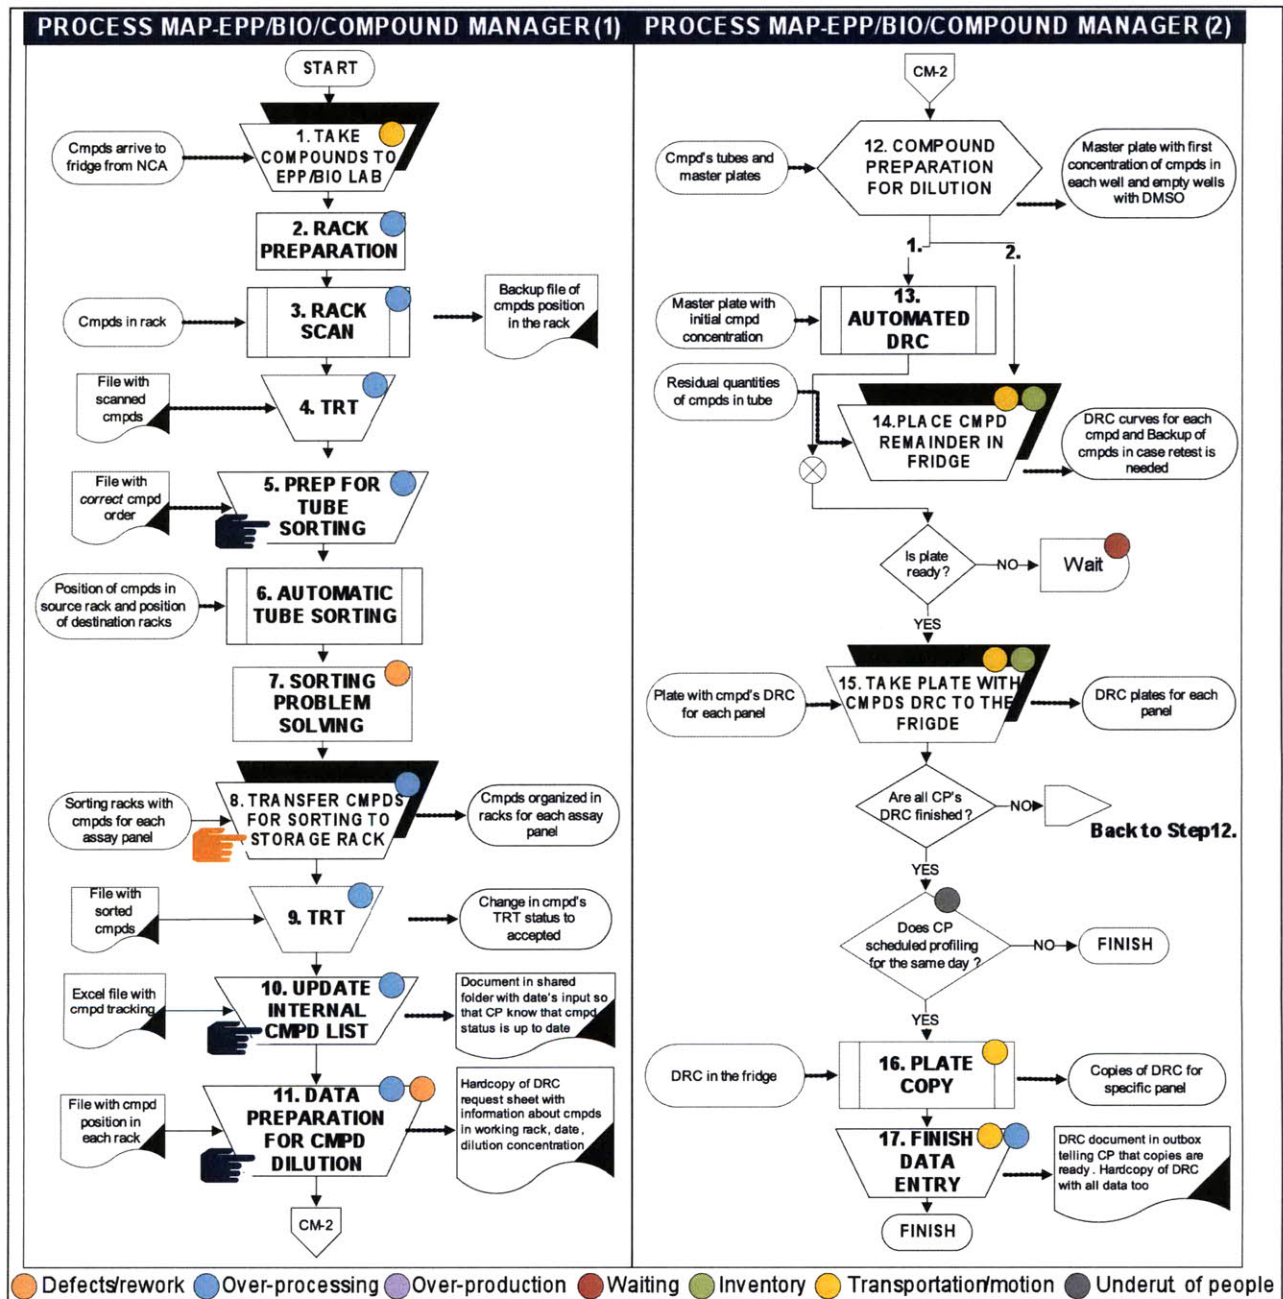 PROCESS MAP-EPP/BIO/COMPOUND MANAGER (1)
START
Cmpds arrive to
fridge from NCA
1. TAKE
COMPOUNDS TO
EPP/BIO LAB
2. RACK
PREPARATION
Cmpds in rack
3. RACK
SCAN
Backup file of
cmpds position
in the rack
File with
scanned
cmpds
4. TRT
File with
correct cmpd
order
5. PREP FOR
TUBE
SORTING
Position of cmpds in
source rack and position
of destination racks
6. AUTOMATIC
TUBE SORTING
7. SORTING
PROBLEM
SOLVING
Sorting racks with
cmpds for each
assay panel
8. TRANSFER CMPDS
FOR SORTING TO
STORAGE RACK
Cmpds organized in
racks for each assay
panel
File with
sorted
cmpds
9. TRT
Change in cmpd's
TRT status to
accepted
Excel file with
cmpd tracking
10. UPDATE
INTERNAL
CMPD LIST
Document in shared
folder with date's input so
that CP know that cmpd
status is up to date
File with cmpd
position in
each rack
11. DATA
PREPARATION
FOR CMPD
DILUTION
Hardcopy of DRC
request sheet with
information about cmpds
in working rack, date,
dilution concentration
CM-2
PROCESS MAP-EPP/BIO/COMPOUND MANAGER (2)
CM-2
Cmpd's tubes and
master plates
12. COMPOUND
PREPARATION
FOR DILUTION
Master plate with first
concentration of cmpds in
each well and empty wells
with DMSO
1.
2.
Master plate with
initial cmpd
concentration
13.
AUTOMATED
DRC
Residual quantities
of cmpds in tube
14.PLACE CMPD
REMAINDER IN
FRIDGE
DRC curves for each
cmpd and Backup of
cmpds in case retest is
needed
Is plate
ready?
NO
Wait
YES
Plate with cmpd's DRC
for each panel
15. TAKE PLATE WITH
CMPDS DRC TO THE
FRIGDE
DRC plates for each
panel
Are all CP's
DRC finished?
NO
Back to Step12.
YES
Does CP
scheduled profiling
for the same day?
NO
FINISH
YES
DRC in the fridge
16. PLATE
COPY
Copies of DRC for
specific panel
17. FINISH
DATA
ENTRY
DRC document in outbox
telling CP that copies are
ready. Hardcopy of DRC
with all data too
FINISH
Defects/rework Over-processing Over-production Waiting Inventory Transportation/motion Underut. of people